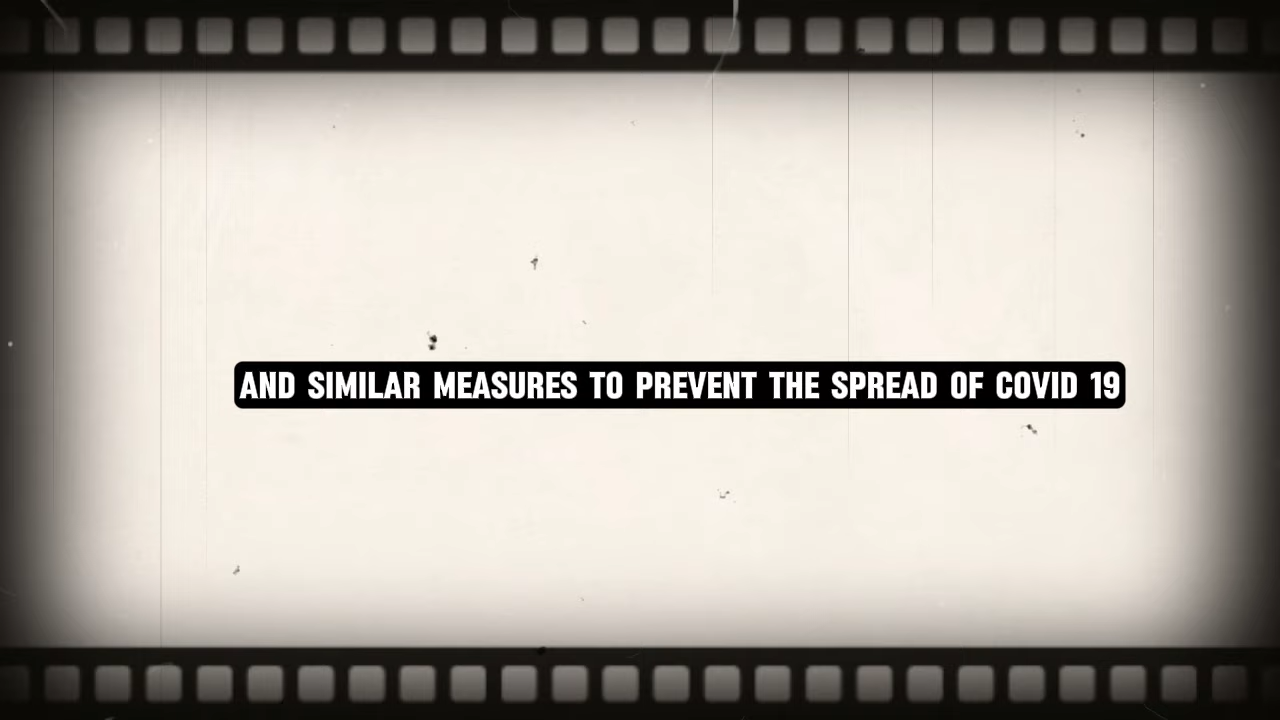 AND SIMILAR MEASURES TO PREVENT THE SPREAD OF COVID 19